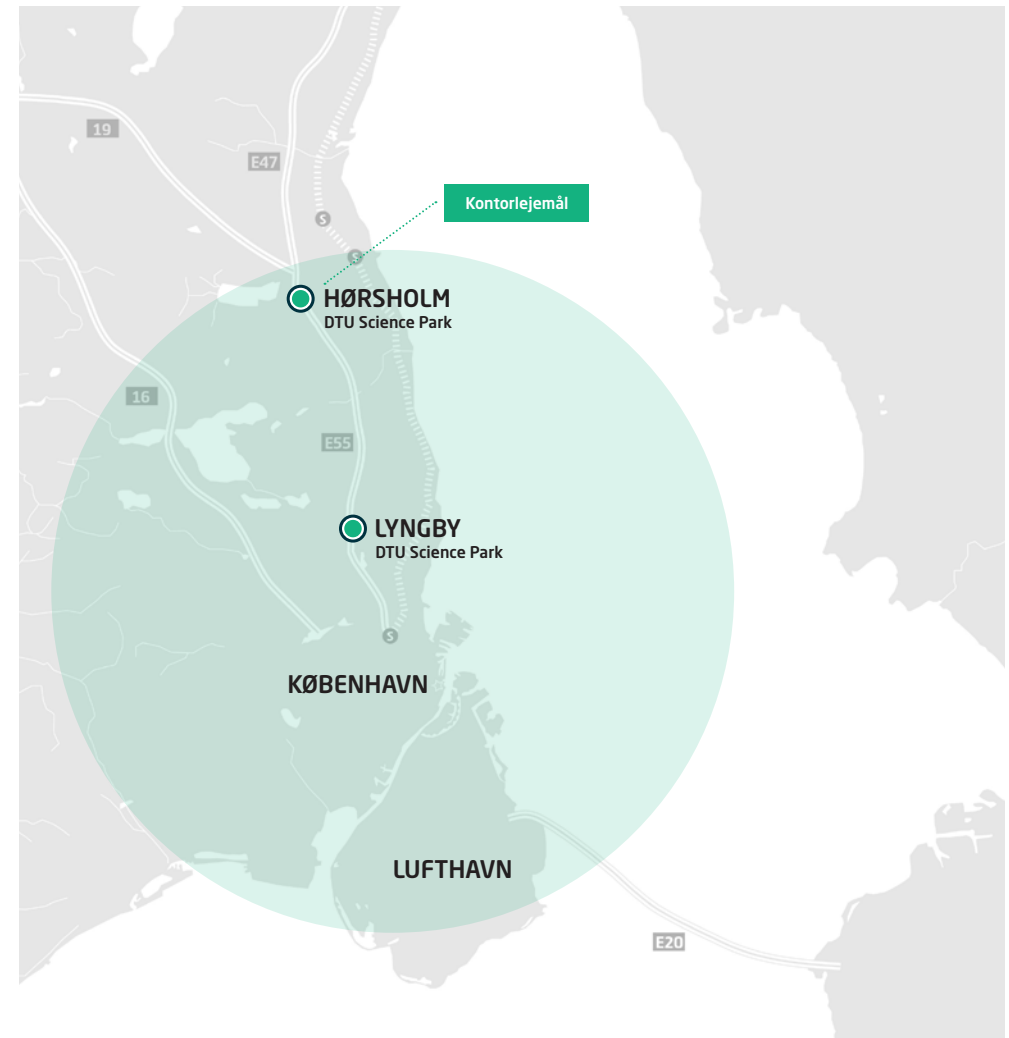 19
E47
Kontorlejemål
S
S
HØRSHOLM
DTU Science Park
16
E55
LYNGBY
DTU Science Park
S
KØBENHAVN
LUFTHAVN
E20